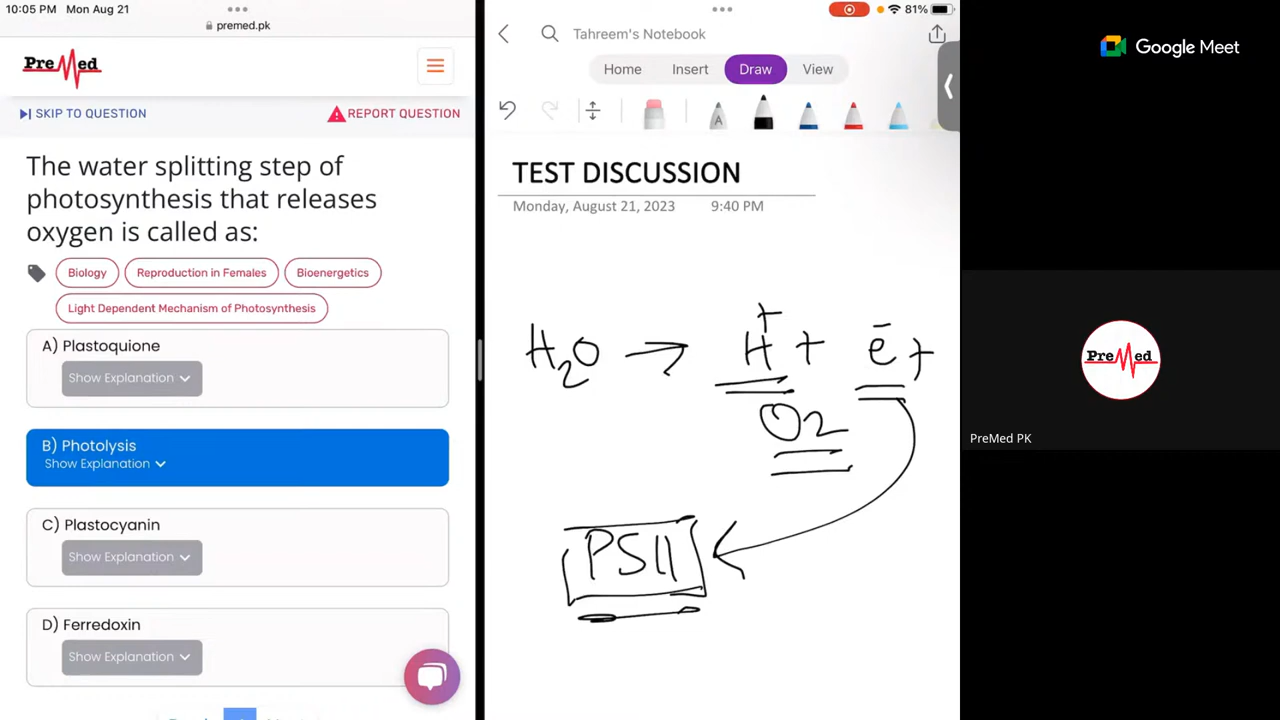 10:05 PM Mon Aug 21
premed.pk
PreMed
SKIP TO QUESTION
REPORT QUESTION
The water splitting step of
photosynthesis that releases
oxygen is called as:
Biology
Reproduction in Females
Bioenergetics
Light Dependent Mechanism of Photosynthesis
A) Plastoquione
Show Explanation
B) Photolysis
Show Explanation
C) Plastocyanin
Show Explanation
D) Ferredoxin
Show Explanation
81%
Tahreem's Notebook
Home Insert Draw View
A
TEST DISCUSSION
Monday, August 21, 2023 9:40 PM
H₂O → H⁺ + e⁻ +
O₂
PSII
Google Meet
PreMed
PreMed PK